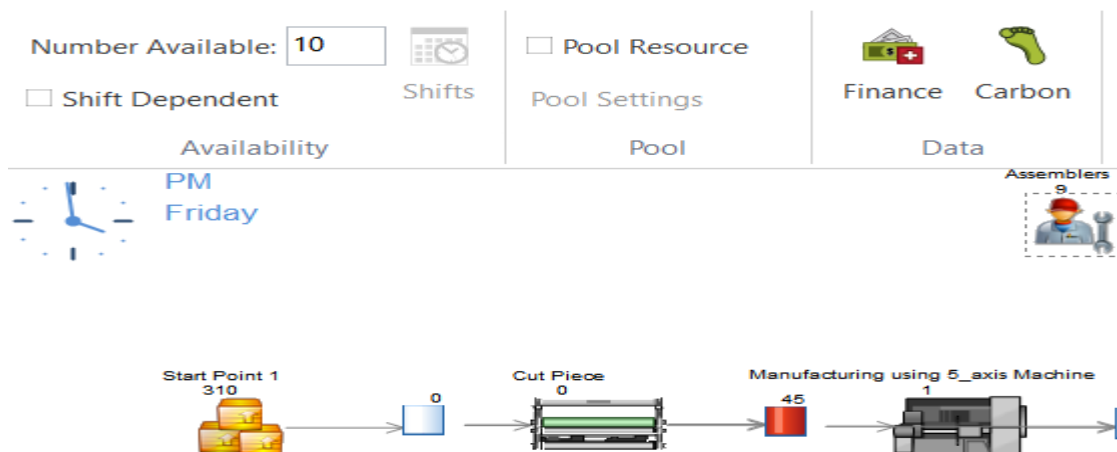 Number Available: 10
Shifts
Shift Dependent
Availability
Pool Resource
Pool Settings
Pool
Finance
Carbon
Data
PM
Friday
Assemblers
9
Start Point 1
310
0
Cut Piece
0
45
Manufacturing using 5_axis Machine
1